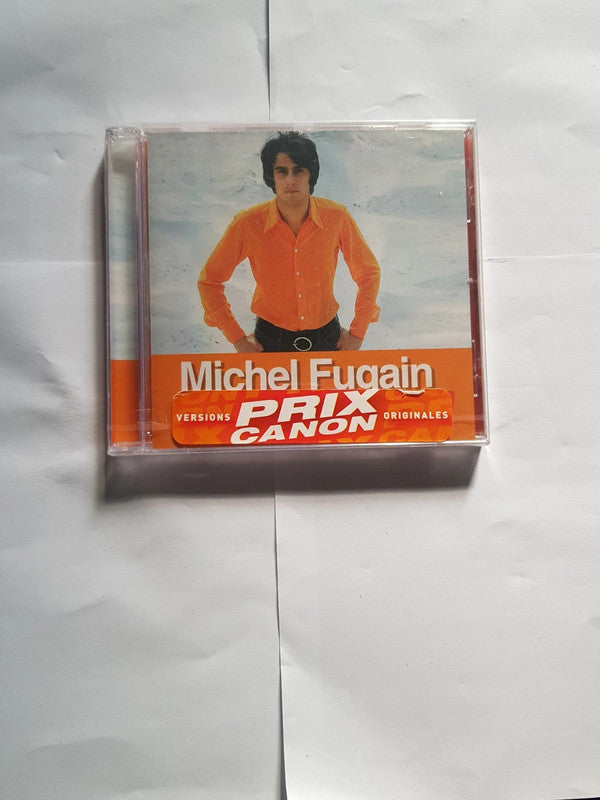 Michel Fugain
VERSIONS PRIX ORIGINALES
CANON